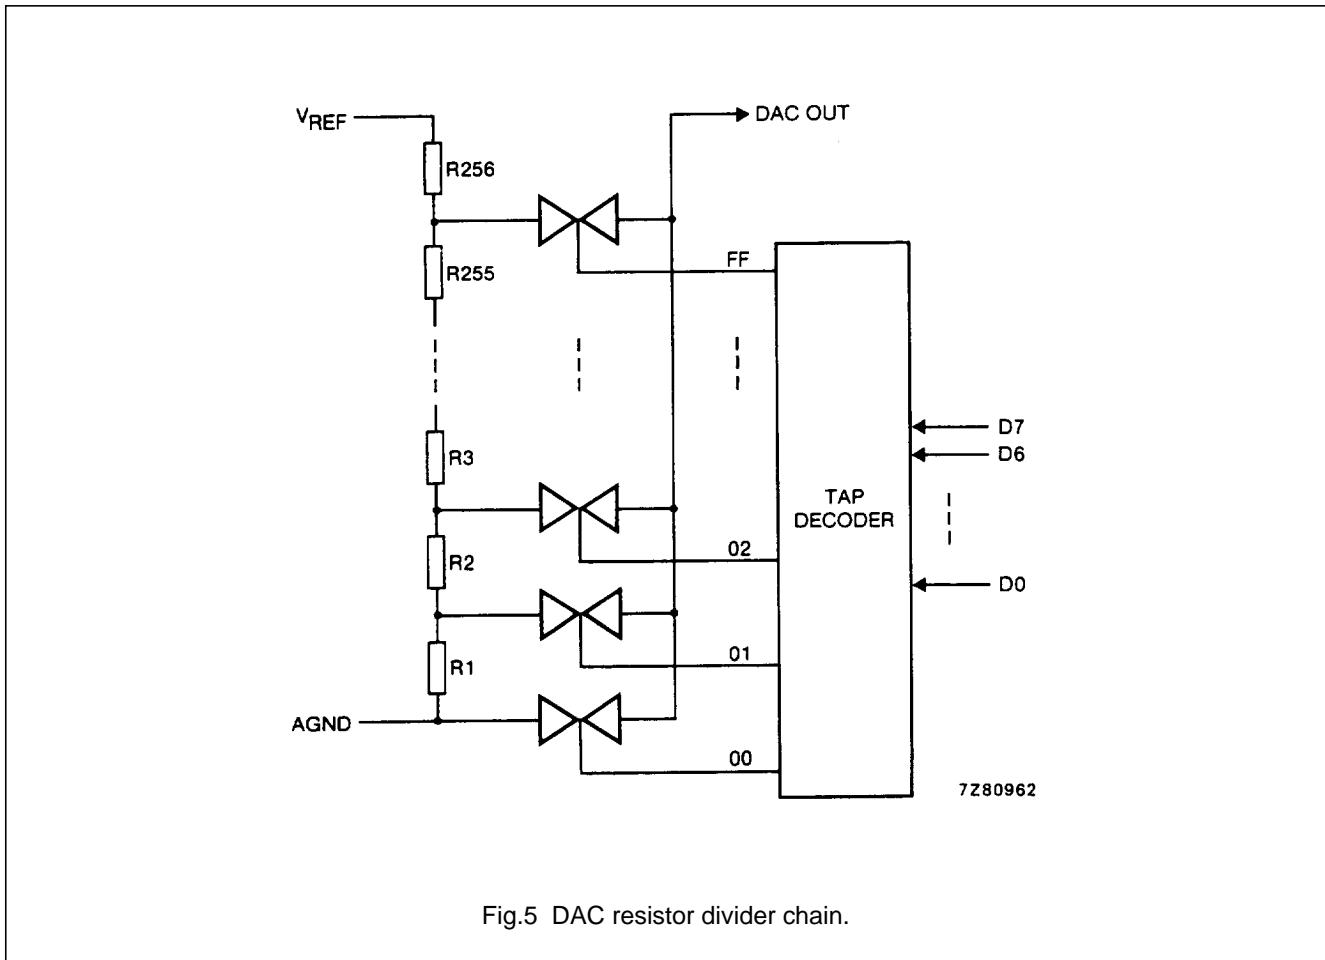 VREF
DAC OUT
R256
R255
FF
D7
D6
R3
TAP
DECODER
02
R2
D0
01
R1
AGND
00
7Z80962
Fig.5 DAC resistor divider chain.